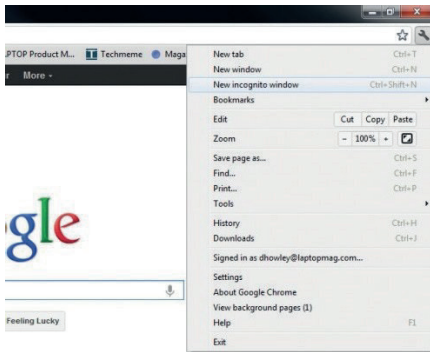 PTOP Product M... Techmeme Maga
r More
New tab Ctrl+T
New window Ctrl+N
New incognito window Ctrl+Shift+N
Bookmarks
Edit Cut Copy Paste
Zoom - 100% +
Save page as... Ctrl+S
Find... Ctrl+F
Print... Ctrl+P
Tools
History Ctrl+H
Downloads Ctrl+J
Signed in as dhowley@laptopmag.com...
Settings
About Google Chrome
View background pages (1)
Help F1
Exit
gle
Feeling Lucky